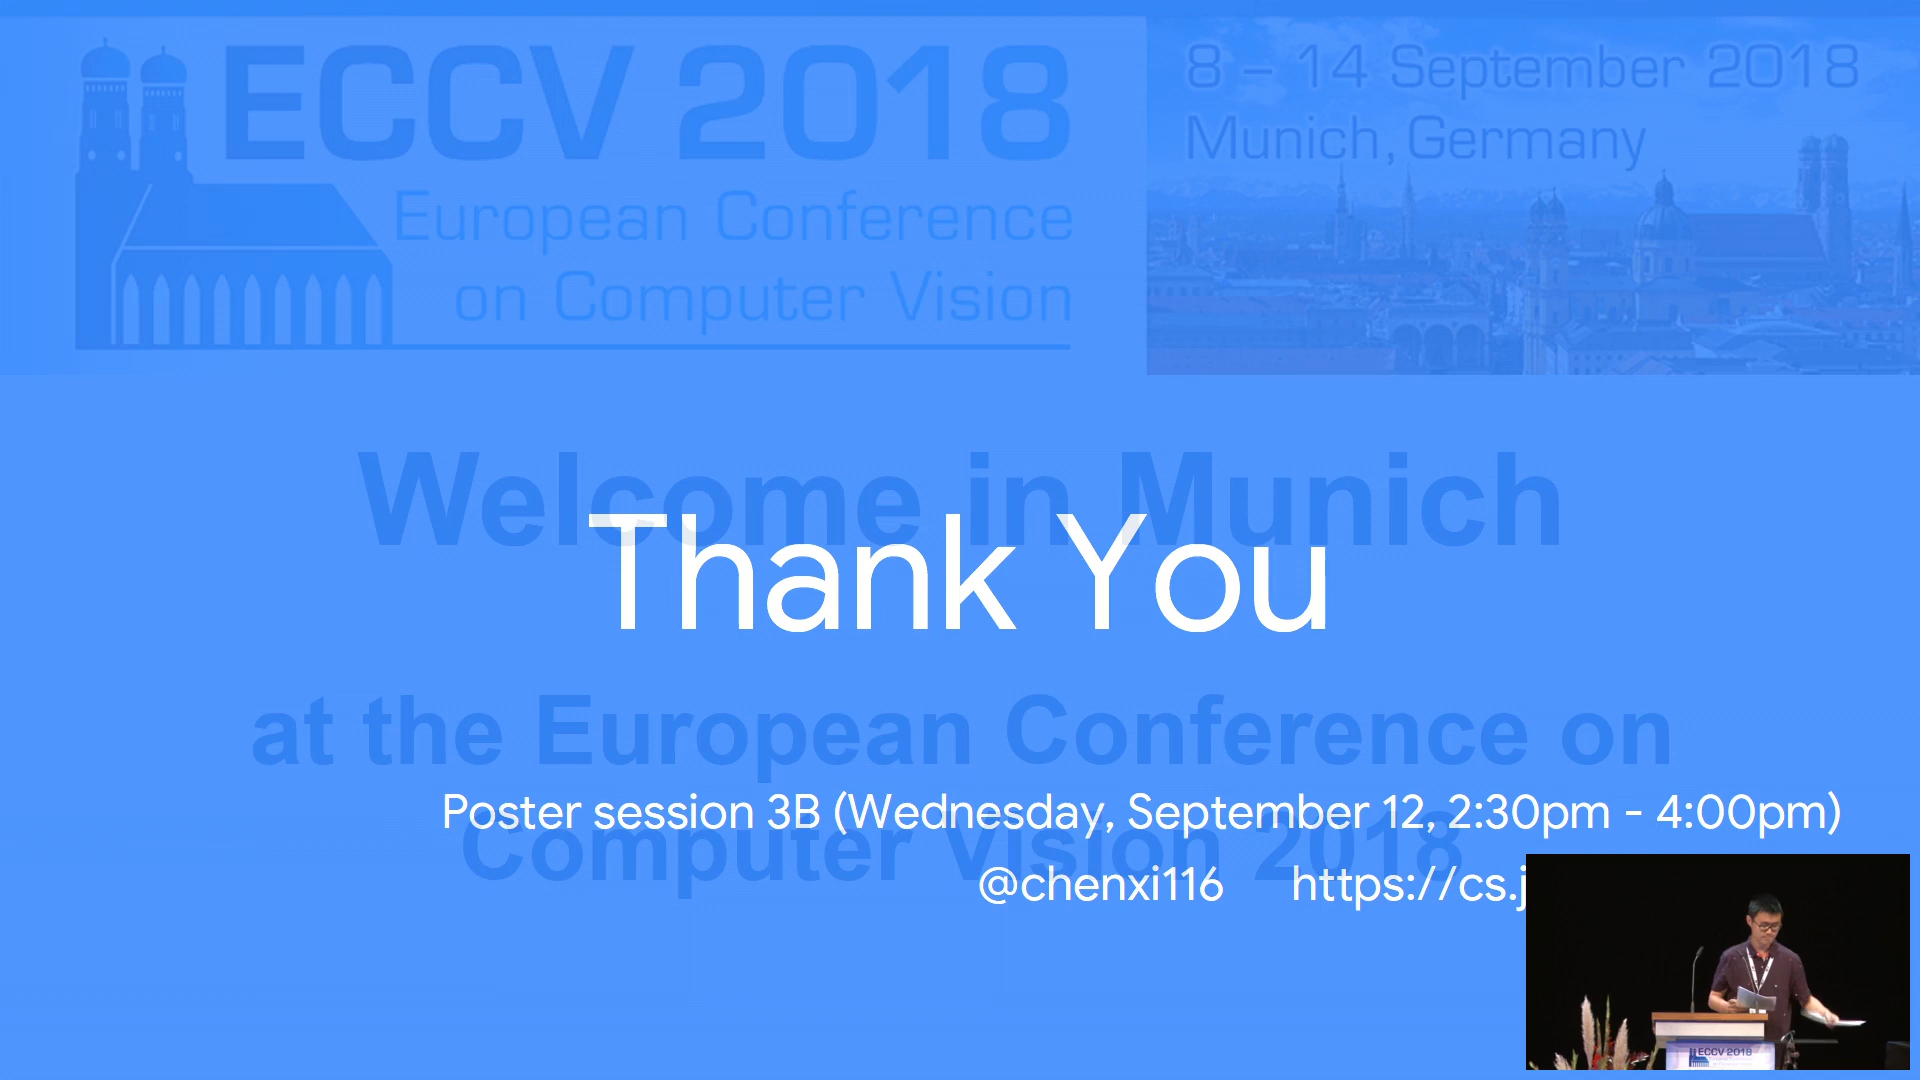 ECCV 2018
European Conference
on Computer Vision
8 – 14 September 2018
Munich, Germany
Welcome in Munich
Thank You
at the European Conference on
Poster session 3B (Wednesday, September 12, 2:30pm - 4:00pm)
Computer Vision 2018
@chenxi116 https://cs.j
ECCV 2018